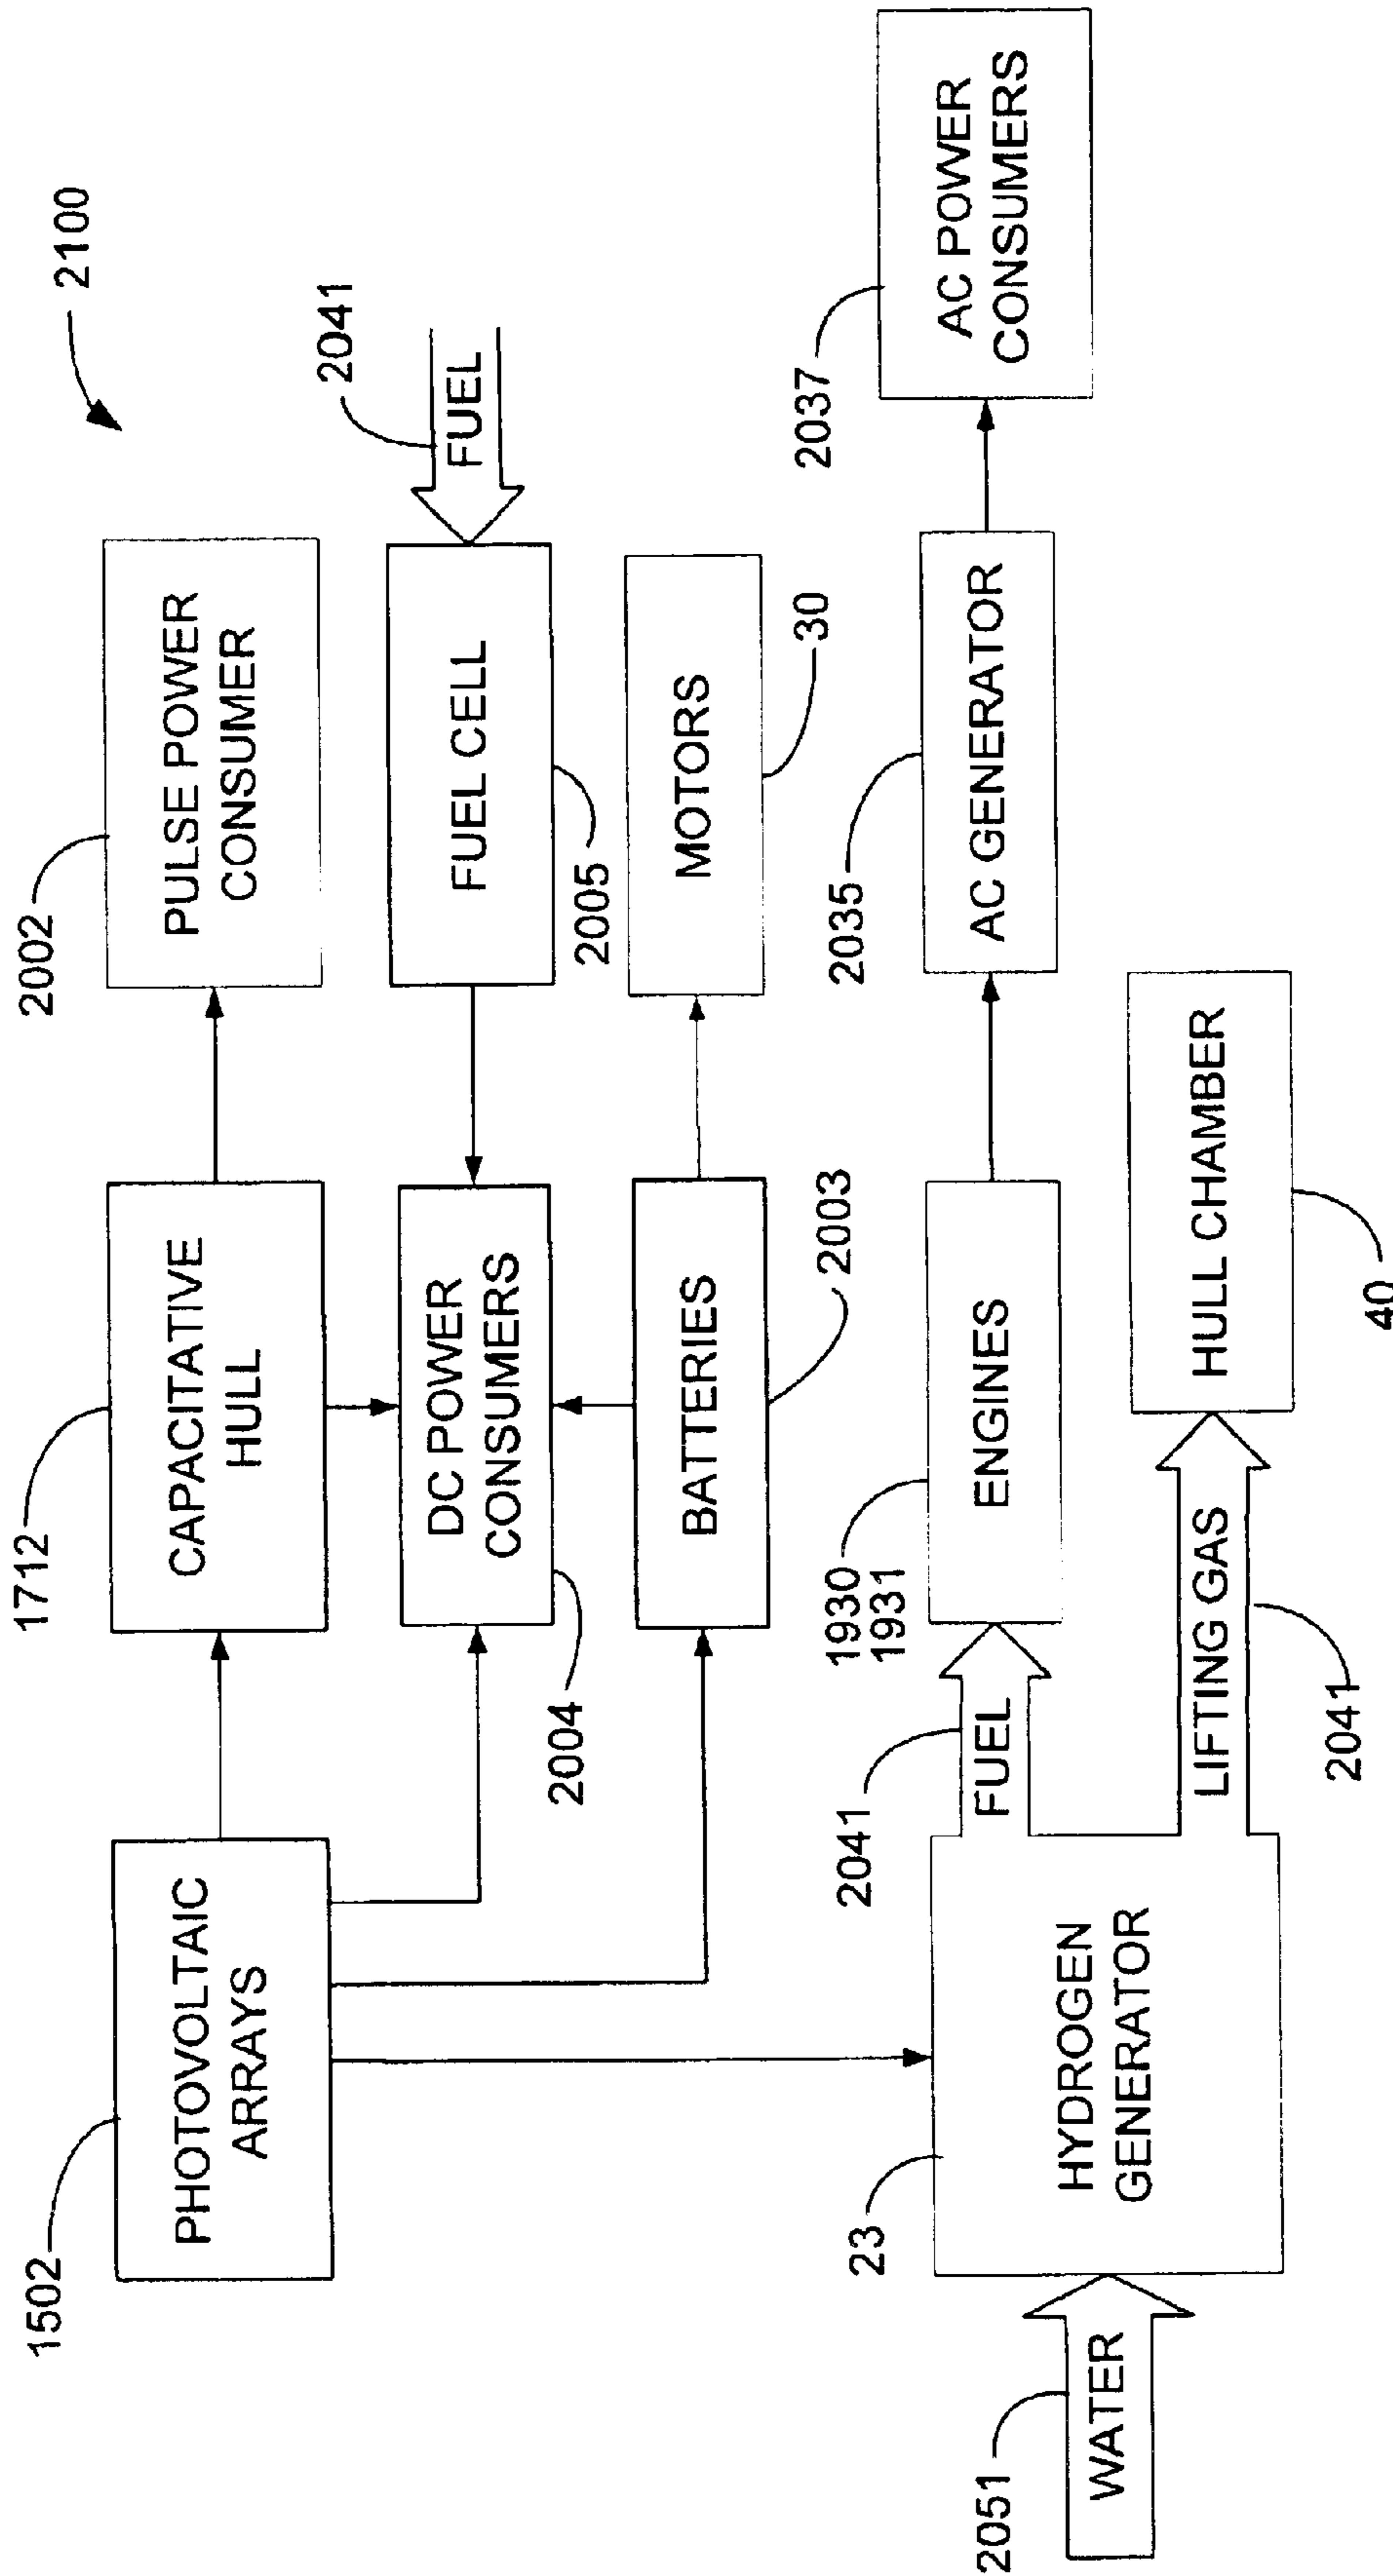 2100
1502
PHOTOVOLTAIC
ARRAYS
1712
CAPACITATIVE
HULL
2002
PULSE POWER
CONSUMER
2004
DC POWER
CONSUMERS
2005
FUEL CELL
2041
FUEL
BATTERIES
2003
MOTORS
30
2051
WATER
23
HYDROGEN
GENERATOR
2041
FUEL
1930
1931
ENGINES
2035
AC GENERATOR
2037
AC POWER
CONSUMERS
LIFTING GAS
2041
HULL CHAMBER
40